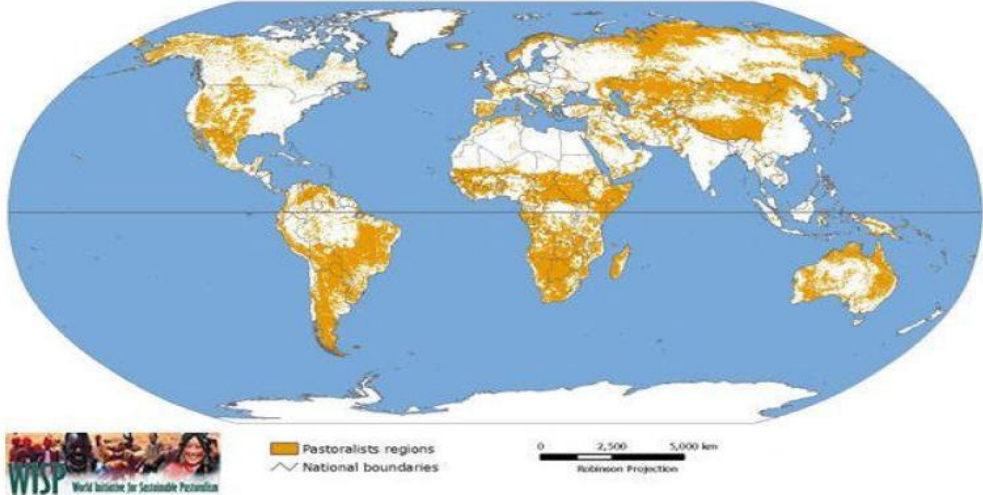 Pastoralists regions
National boundaries
0 2,500 5,000 km
Robinson Projection
WISP World Initiative for Sustainable Pastoralism